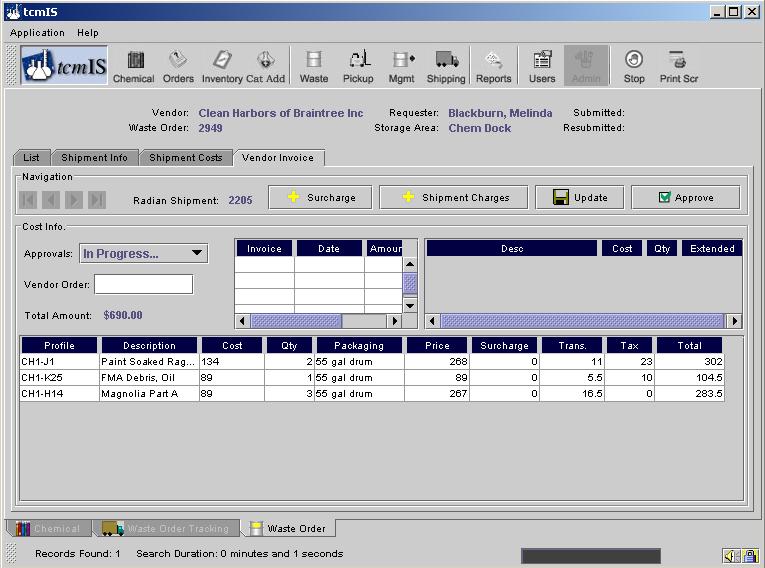 tcmIS
Application Help
tcmIS Chemical Orders Inventory Cat Add Waste Pickup Mgmt Shipping Reports Users Admin Stop Print Scr
Vendor: Clean Harbors of Braintree Inc Requester: Blackburn, Melinda Submitted:
Waste Order: 2949 Storage Area: Chem Dock Resubmitted:
List Shipment Info Shipment Costs Vendor Invoice
Navigation
Radian Shipment: 2205 Surcharge Shipment Charges Update Approve
Cost Info.
Approvals: In Progress... Invoice Date Amour Desc Cost Qty Extended
Vendor Order:
Total Amount: $690.00
Profile Description Cost Qty Packaging Price Surcharge Trans. Tax Total
CH1-J1 Paint Soaked Rag... 134 2 55 gal drum 268 0 11 23 302
CH1-K25 FMA Debris, Oil 89 1 55 gal drum 89 0 5.5 10 104.5
CH1-H14 Magnolia Part A 89 3 55 gal drum 267 0 16.5 0 283.5
Chemical Waste Order Tracking Waste Order
Records Found: 1 Search Duration: 0 minutes and 1 seconds